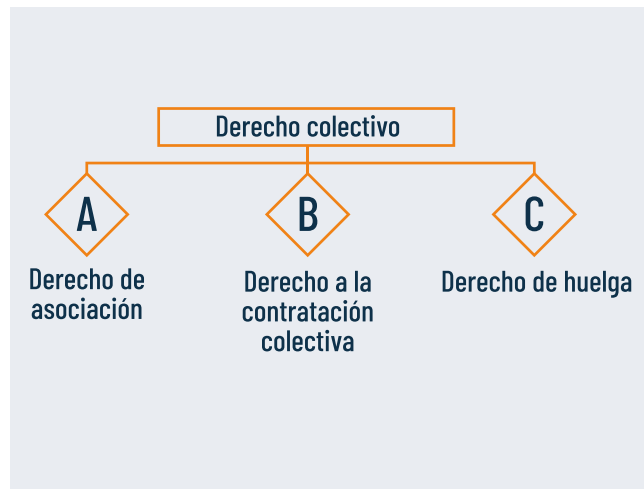 Derecho colectivo
A
Derecho de
asociación
B
Derecho a la
contratación
colectiva
C
Derecho de huelga